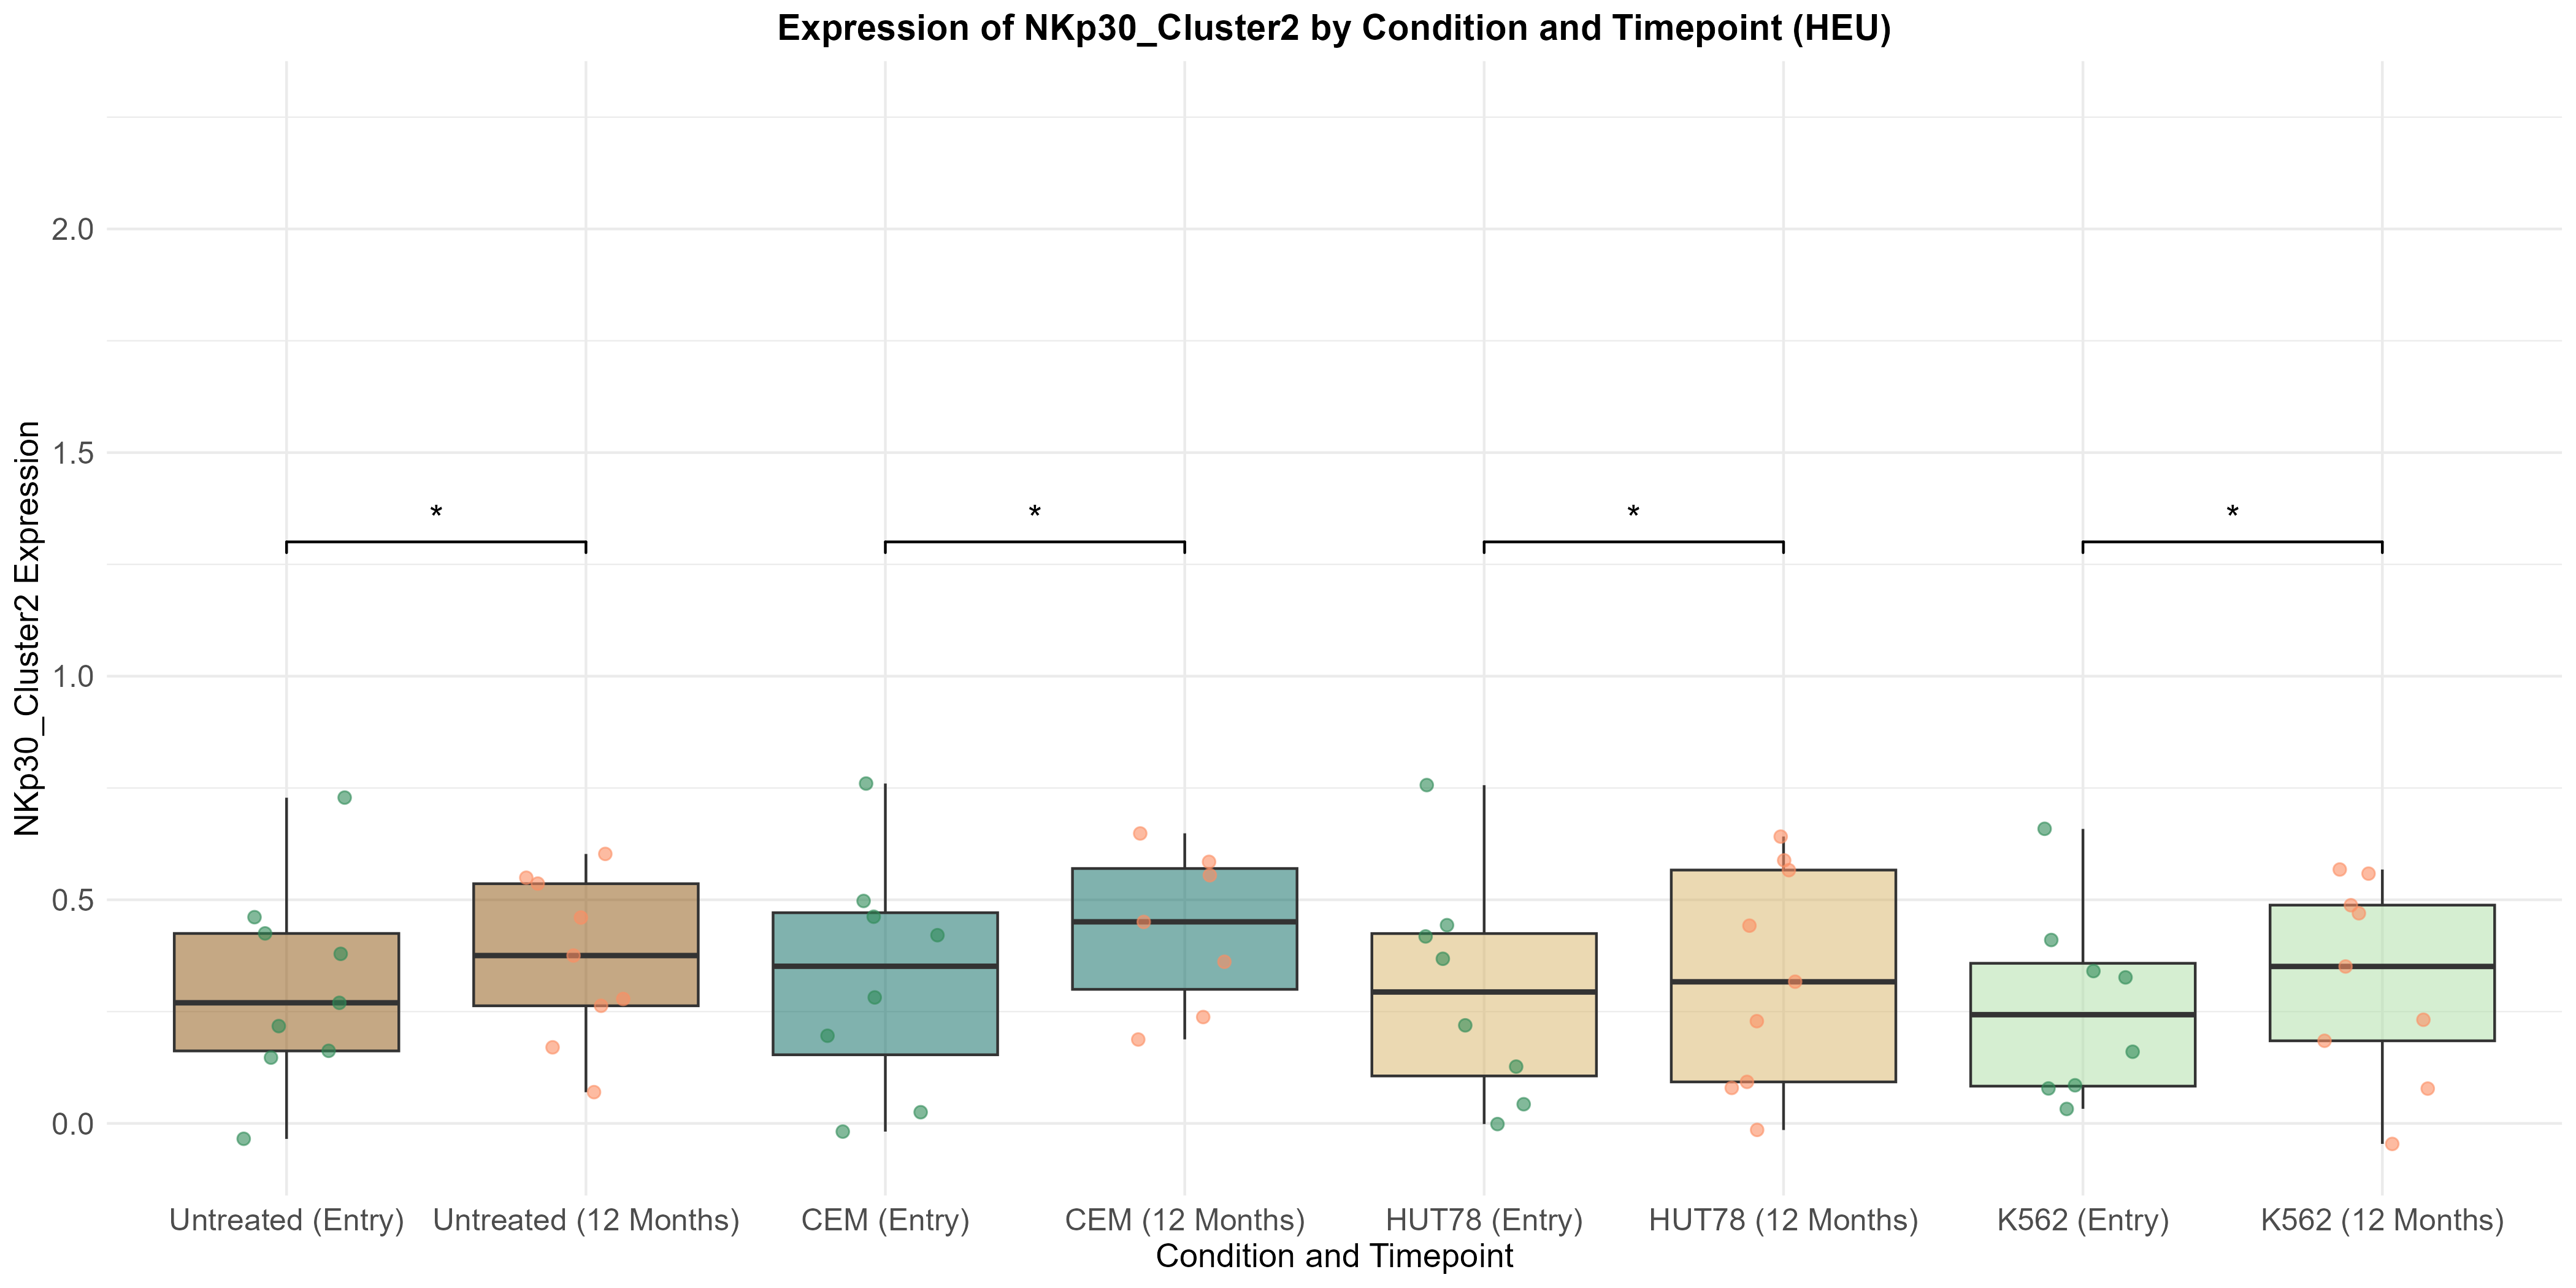 Expression of NKp30_Cluster2 by Condition and Timepoint (HEU)
NKp30_Cluster2 Expression
2.0
1.5
1.0
0.5
0.0
* * * *
Untreated (Entry) Untreated (12 Months) CEM (Entry) CEM (12 Months) HUT78 (Entry) HUT78 (12 Months) K562 (Entry) K562 (12 Months)
Condition and Timepoint